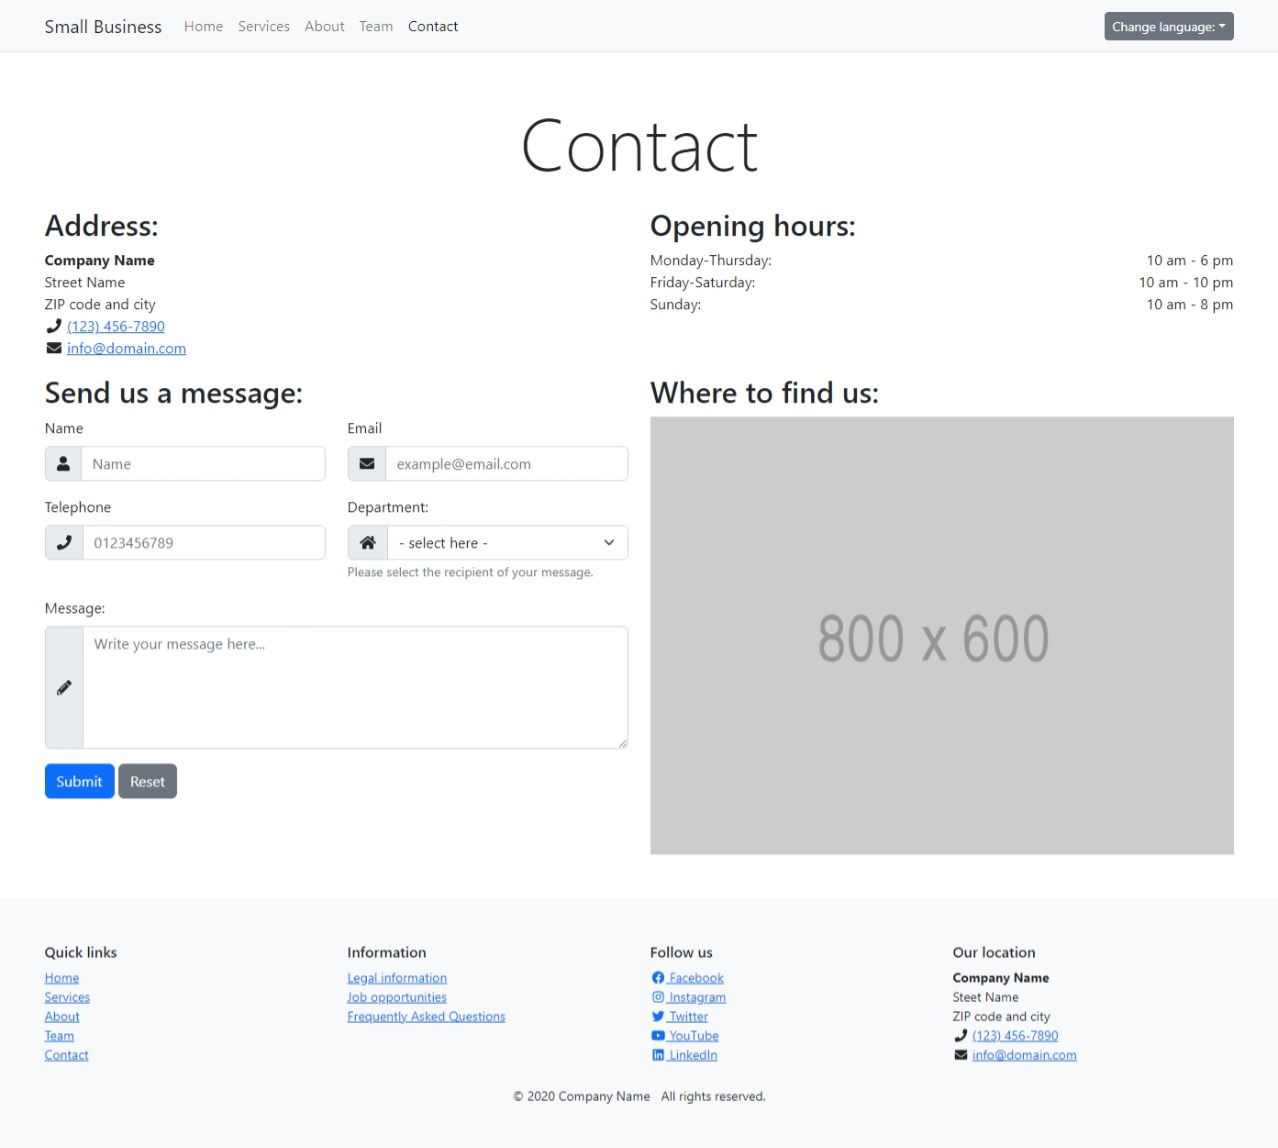 Small Business Home Services About Team Contact Change language:
Contact
Address:
Company Name
Street Name
ZIP code and city
(123) 456-7890
info@domain.com
Opening hours:
Monday-Thursday: 10 am - 6 pm
Friday-Saturday: 10 am - 10 pm
Sunday: 10 am - 8 pm
Send us a message:
Name
Name
Email
example@email.com
Telephone
0123456789
Department:
- select here -
Please select the recipient of your message.
Message:
Write your message here...
Submit Reset
Where to find us:
800 x 600
Quick links
Home
Services
About
Team
Contact
Information
Legal information
Job opportunities
Frequently Asked Questions
Follow us
Facebook
Instagram
Twitter
YouTube
LinkedIn
Our location
Company Name
Steet Name
ZIP code and city
(123) 456-7890
info@domain.com
© 2020 Company Name All rights reserved.